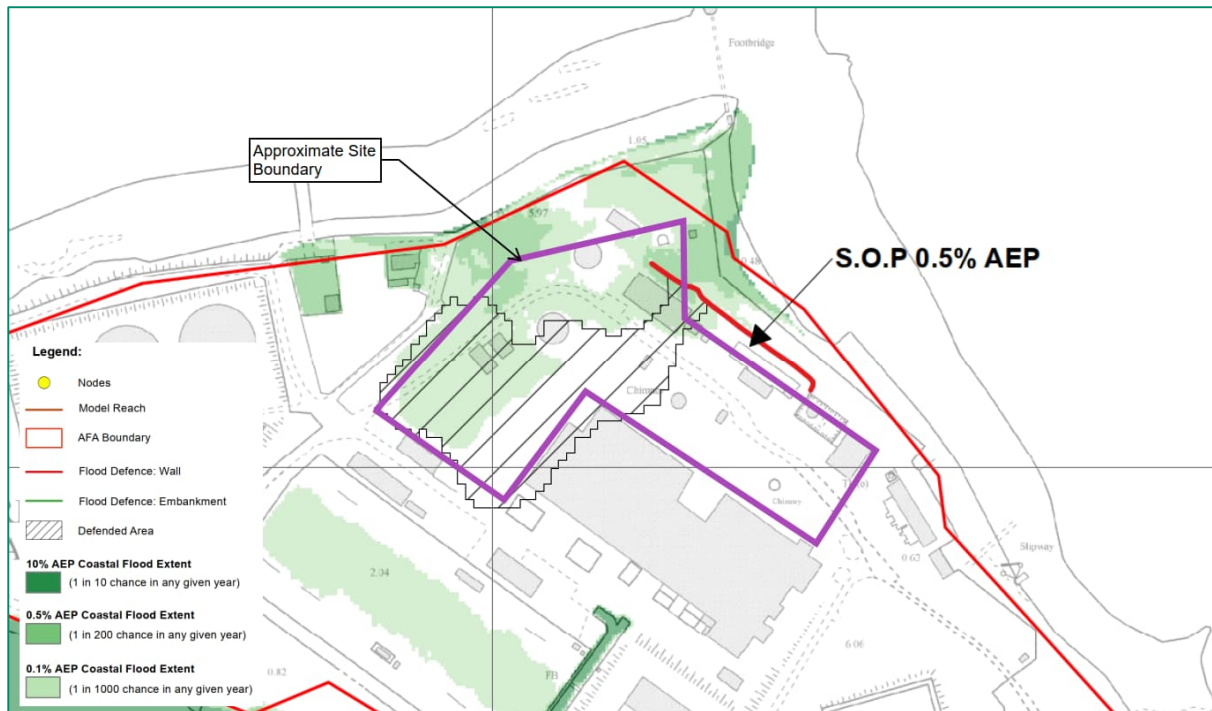 Footbridge
Approximate Site
Boundary
1.05
5.97
0.48
S.O.P 0.5% AEP
Legend:
Nodes
Model Reach
AFA Boundary
Flood Defence: Wall
Flood Defence: Embankment
Defended Area
10% AEP Coastal Flood Extent
(1 in 10 chance in any given year)
0.5% AEP Coastal Flood Extent
(1 in 200 chance in any given year)
0.1% AEP Coastal Flood Extent
(1 in 1000 chance in any given year)
Chimney
Chimney
Slipway
0.62
2.04
6.06
0.82
FB